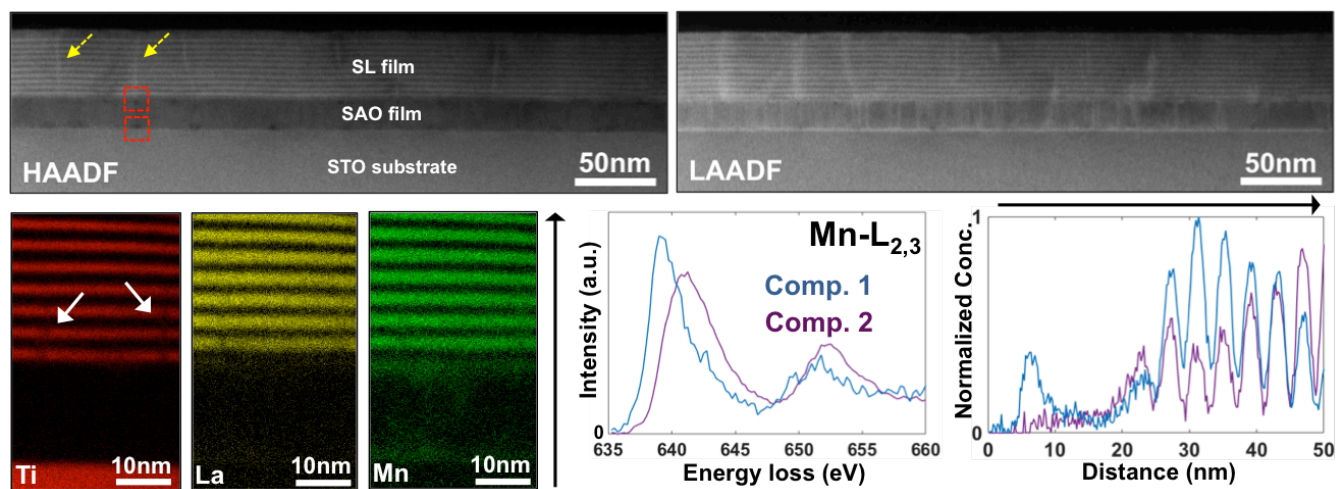 SL film
SAO film
STO substrate
HAADF
50nm
LAADF
50nm
Ti
10nm
La
10nm
Mn
10nm
Mn-L2,3
Comp. 1
Comp. 2
Intensity (a.u.)
0
635 640 645 650 655 660
Energy loss (eV)
Normalized Conc.
1
0
0 10 20 30 40 50
Distance (nm)